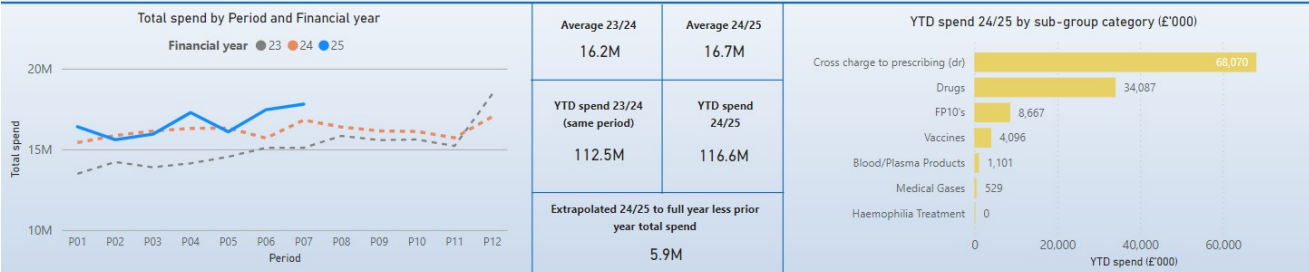 Total spend by Period and Financial year
Financial year 23 24 25
20M
15M
10M
Total spend
P01 P02 P03 P04 P05 P06 P07 P08 P09 P10 P11 P12
Period
Average 23/24
16.2M
Average 24/25
16.7M
YTD spend 23/24
(same period)
112.5M
YTD spend
24/25
116.6M
Extrapolated 24/25 to full year less prior
year total spend
5.9M
YTD spend 24/25 by sub-group category (£'000)
Cross charge to prescribing (dr) 68,070
Drugs 34,087
FP10's 8,667
Vaccines 4,096
Blood/Plasma Products 1,101
Medical Gases 529
Haemophilia Treatment 0
0 20,000 40,000 60,000
YTD spend (£'000)